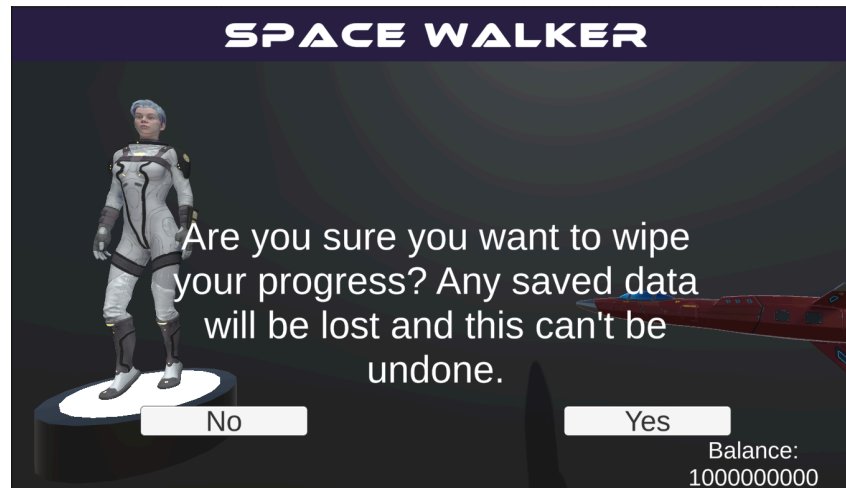 SPACE WALKER
Are you sure you want to wipe
your progress? Any saved data
will be lost and this can't be
undone.
No
Yes
Balance:
1000000000